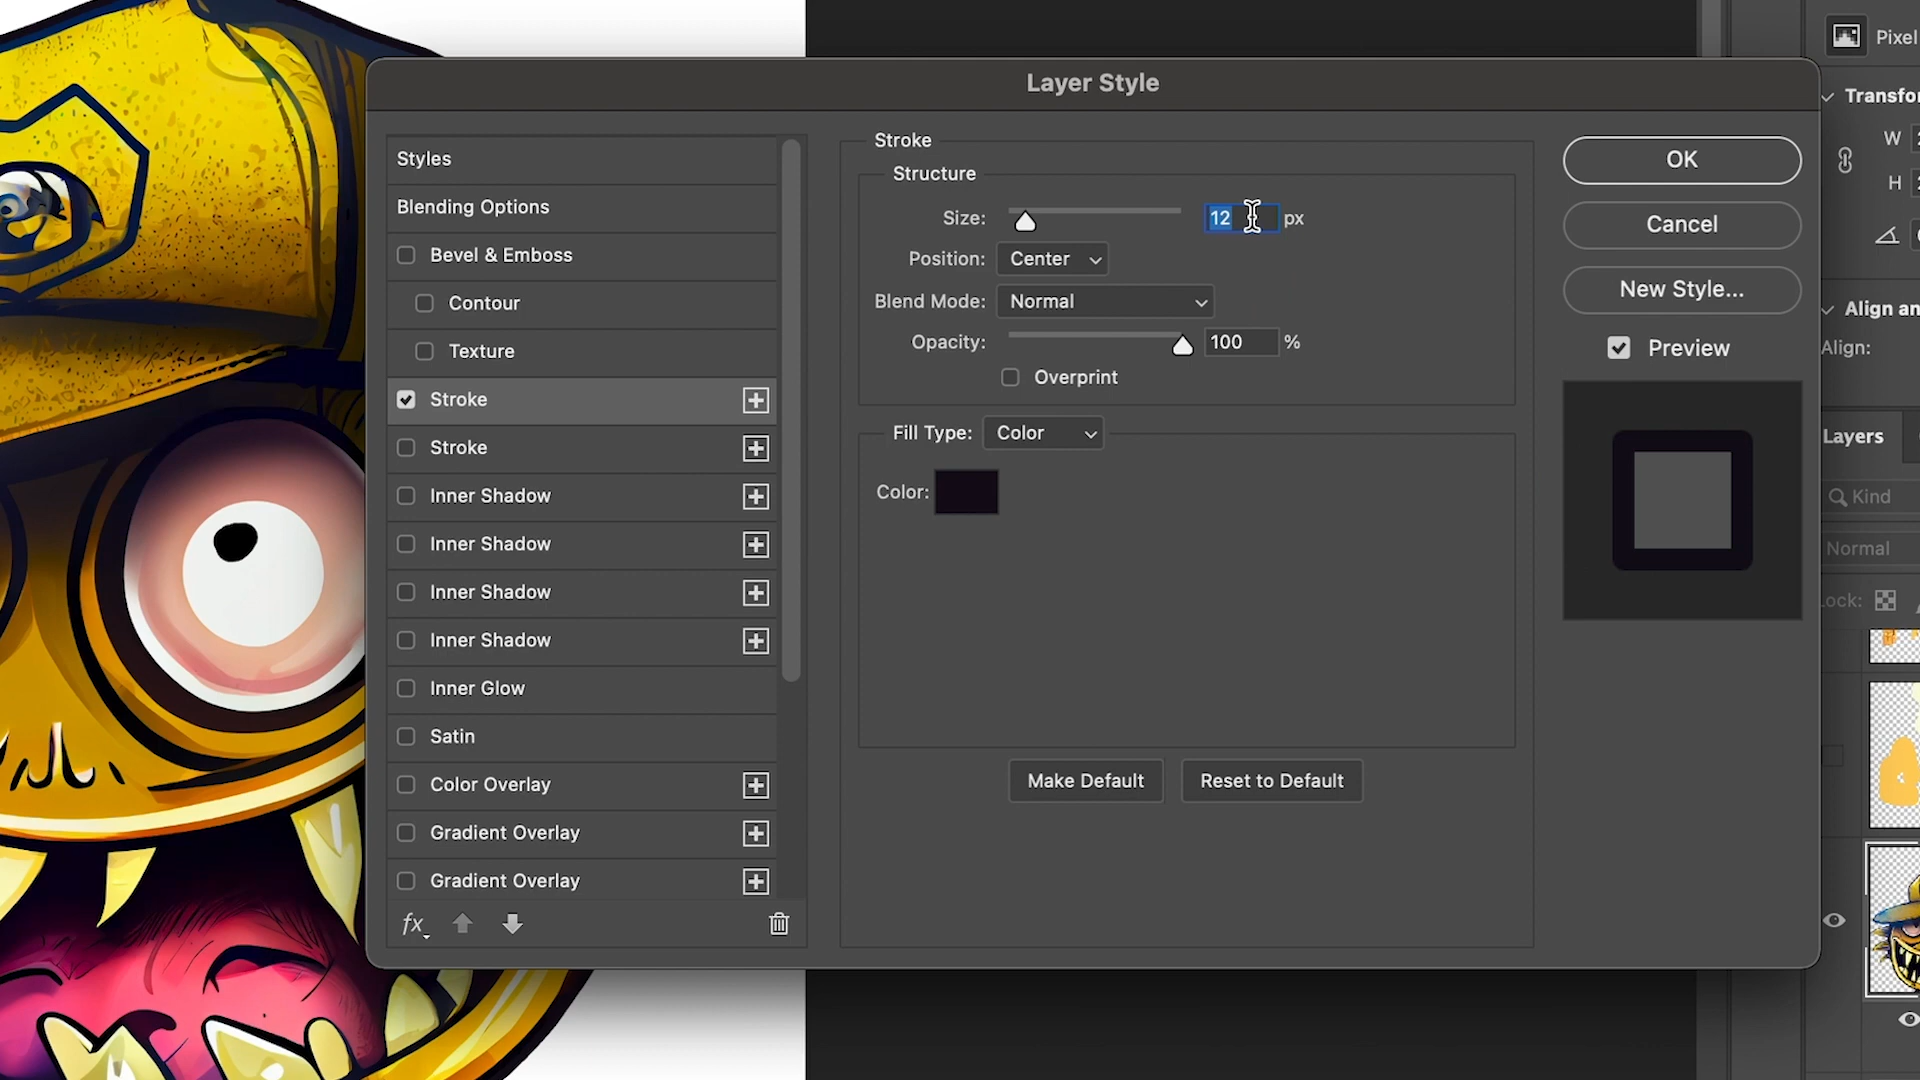 Layer Style
Styles
Blending Options
Bevel & Emboss
Contour
Texture
Stroke
Stroke
Inner Shadow
Inner Shadow
Inner Shadow
Inner Shadow
Inner Glow
Satin
Color Overlay
Gradient Overlay
Gradient Overlay
fx
Stroke
Structure
Size: 12 px
Position: Center
Blend Mode: Normal
Opacity: 100 %
Overprint
Fill Type: Color
Color:
Make Default Reset to Default
OK
Cancel
New Style...
Preview
Pixel
Transfor
W
H
Align an
Align:
Layers
Kind
Normal
Lock: